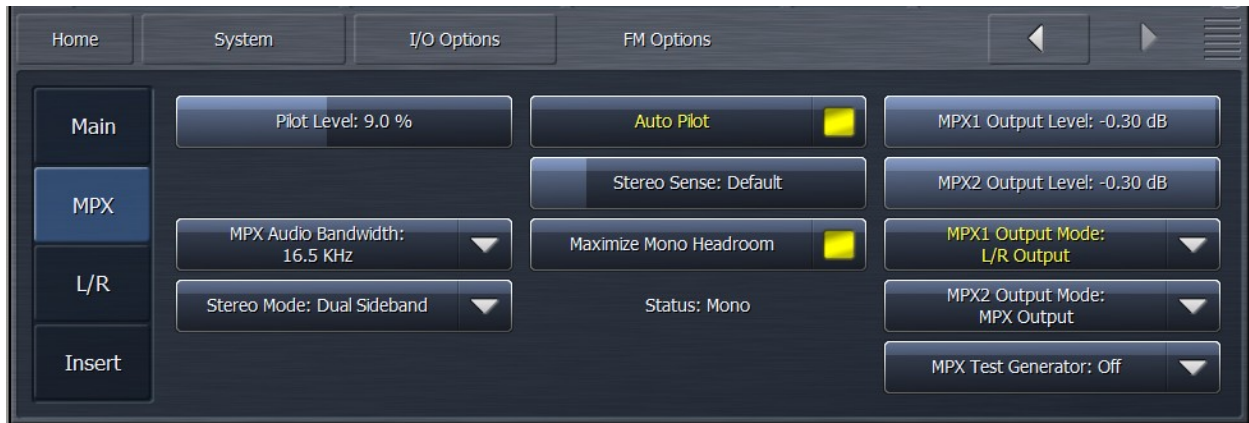 Home
System
I/O Options
FM Options
Main
MPX
L/R
Insert
Pilot Level: 9.0 %
MPX Audio Bandwidth:
16.5 KHz
Stereo Mode: Dual Sideband
Auto Pilot
Stereo Sense: Default
Maximize Mono Headroom
Status: Mono
MPX1 Output Level: -0.30 dB
MPX2 Output Level: -0.30 dB
MPX1 Output Mode:
L/R Output
MPX2 Output Mode:
MPX Output
MPX Test Generator: Off